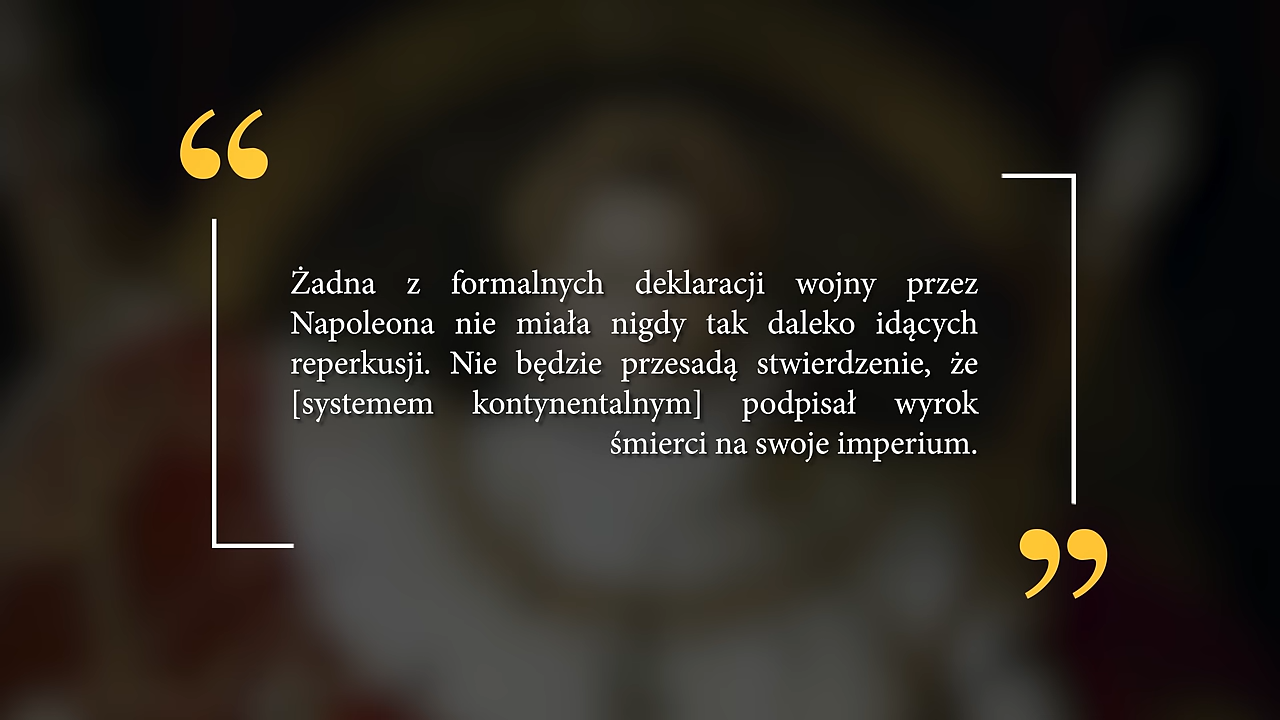 “
Żadna z formalnych deklaracji wojny przez
Napoleona nie miała nigdy tak daleko idących
reperkusji. Nie będzie przesadą stwierdzenie, że
[systemem kontynentalnym] podpisał wyrok
śmierci na swoje imperium.
”